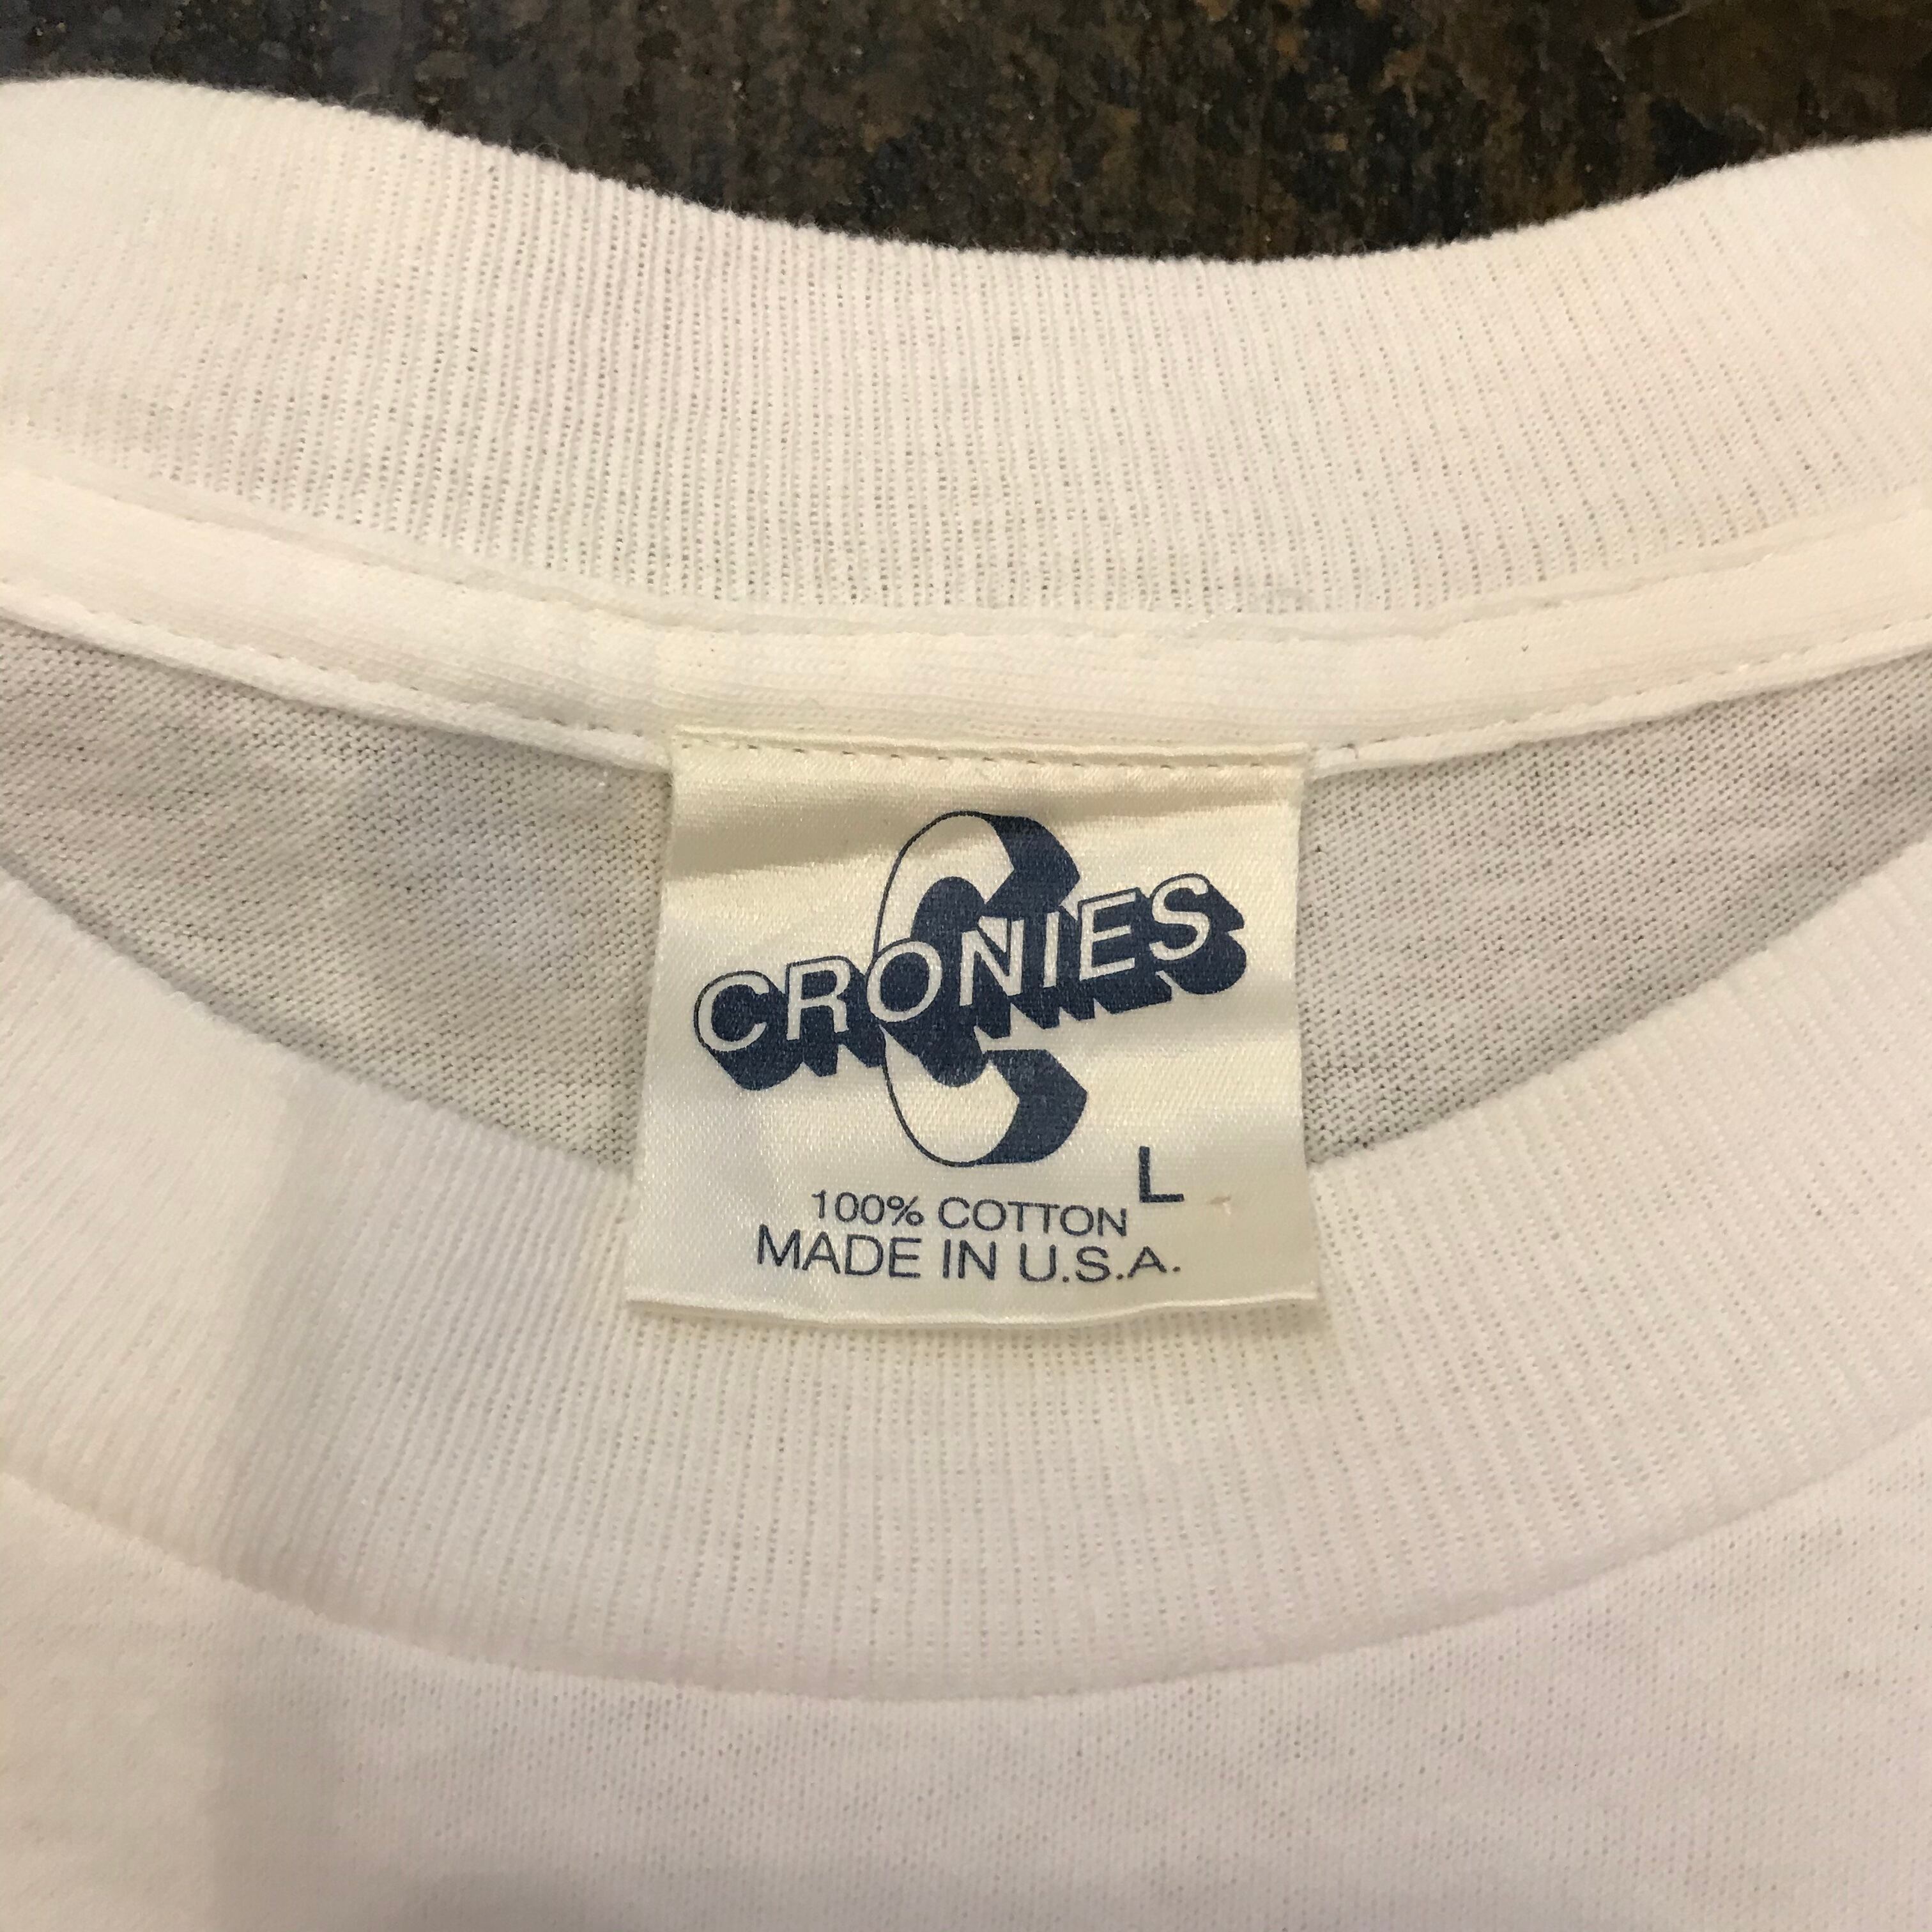 CRONIES
L
100% COTTON
MADE IN U.S.A.